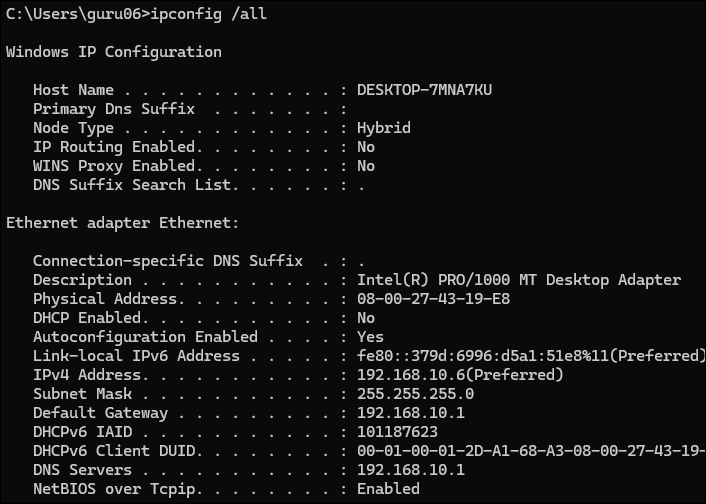 C:\Users\guru06>ipconfig /all
Windows IP Configuration
Host Name . . . . . . . . . . . . : DESKTOP-7MNA7KU
Primary Dns Suffix  . . . . . . . :
Node Type . . . . . . . . . . . . : Hybrid
IP Routing Enabled. . . . . . . . : No
WINS Proxy Enabled. . . . . . . . : No
DNS Suffix Search List. . . . . . : .
Ethernet adapter Ethernet:
Connection-specific DNS Suffix  . : .
Description . . . . . . . . . . . : Intel(R) PRO/1000 MT Desktop Adapter
Physical Address. . . . . . . . . : 08-00-27-43-19-E8
DHCP Enabled. . . . . . . . . . . : No
Autoconfiguration Enabled . . . . : Yes
Link-local IPv6 Address . . . . . : fe80::379d:6996:d5a1:51e8%11(Preferred)
IPv4 Address. . . . . . . . . . . : 192.168.10.6(Preferred)
Subnet Mask . . . . . . . . . . . : 255.255.255.0
Default Gateway . . . . . . . . . : 192.168.10.1
DHCPv6 IAID . . . . . . . . . . . : 101187623
DHCPv6 Client DUID. . . . . . . . : 00-01-00-01-2D-A1-68-A3-08-00-27-43-19-
DNS Servers . . . . . . . . . . . : 192.168.10.1
NetBIOS over Tcpip. . . . . . . . : Enabled